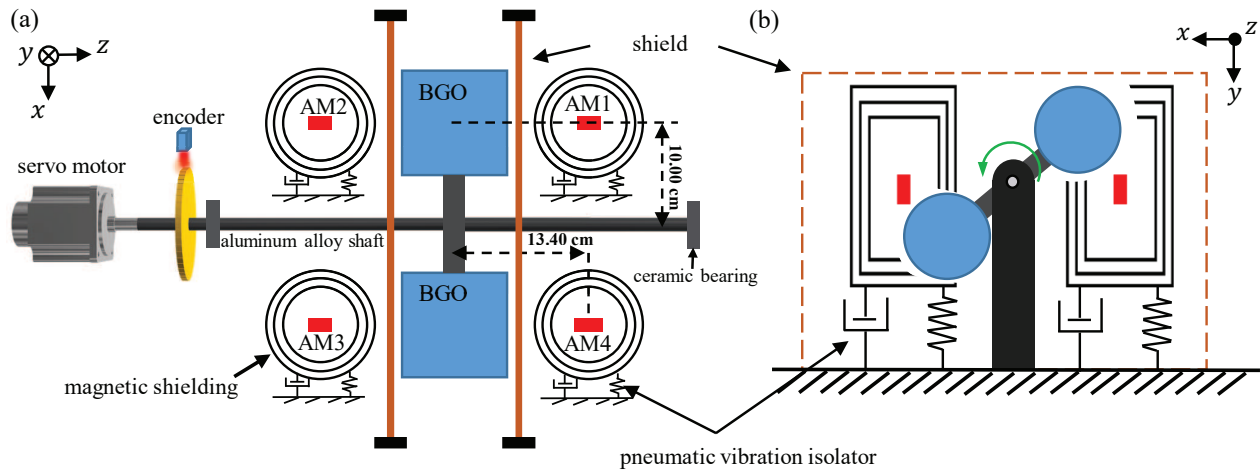 (a)
y
z
x
encoder
servo motor
AM2
BGO
AM1
shield
10.00 cm
aluminum alloy shaft
13.40 cm
ceramic bearing
AM3
BGO
AM4
magnetic shielding
(b)
x
z
y
pneumatic vibration isolator